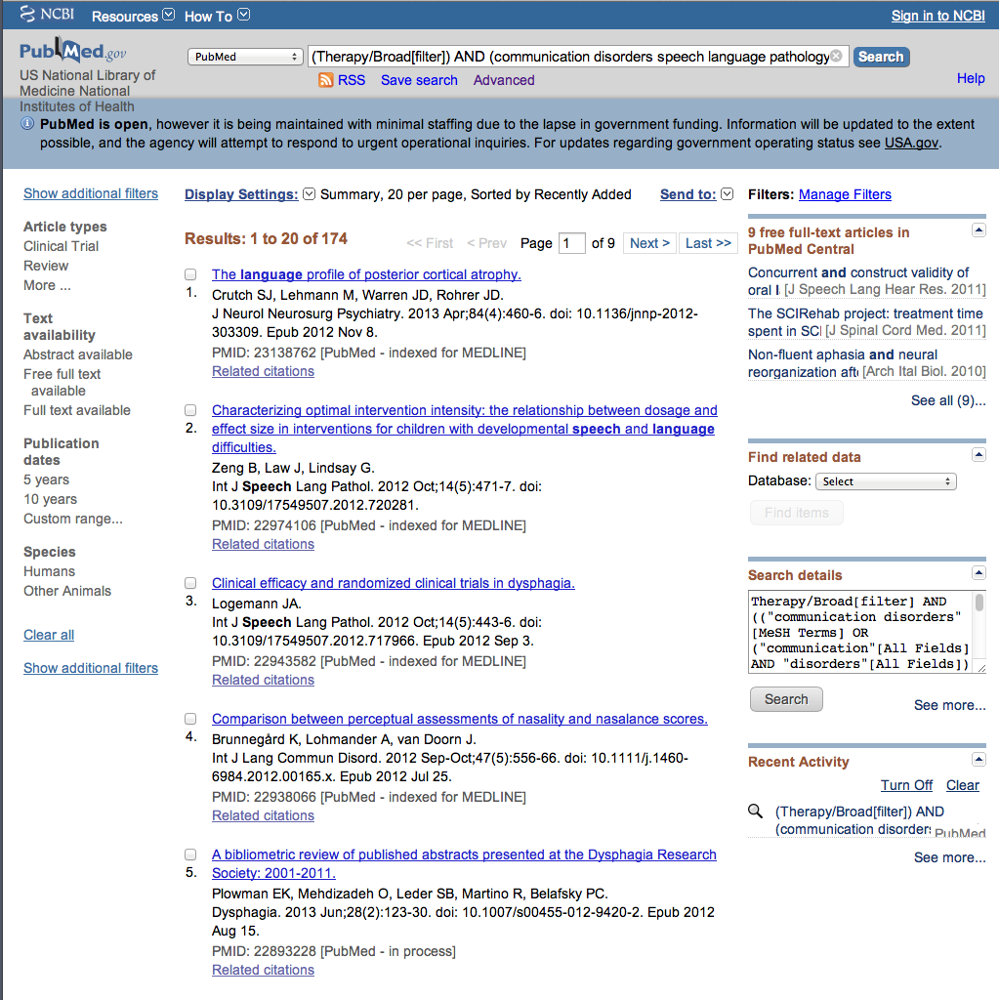 NCBI Resources How To Sign in to NCBI
PubMed.gov
US National Library of
Medicine National
Institutes of Health
PubMed
(Therapy/Broad[filter]) AND (communication disorders speech language pathology
Search
RSS Save search Advanced
Help
PubMed is open, however it is being maintained with minimal staffing due to the lapse in government funding. Information will be updated to the extent
possible, and the agency will attempt to respond to urgent operational inquiries. For updates regarding government operating status see USA.gov.
Show additional filters
Article types
Clinical Trial
Review
More ...
Text
availability
Abstract available
Free full text
available
Full text available
Publication
dates
5 years
10 years
Custom range...
Species
Humans
Other Animals
Clear all
Show additional filters
Display Settings: Summary, 20 per page, Sorted by Recently Added Send to:
Results: 1 to 20 of 174
<< First < Prev Page 1 of 9 Next > Last >>
The language profile of posterior cortical atrophy.
1. Crutch SJ, Lehmann M, Warren JD, Rohrer JD.
J Neurol Neurosurg Psychiatry. 2013 Apr;84(4):460-6. doi: 10.1136/jnnp-2012-
303309. Epub 2012 Nov 8.
PMID: 23138762 [PubMed - indexed for MEDLINE]
Related citations
Characterizing optimal intervention intensity: the relationship between dosage and
2. effect size in interventions for children with developmental speech and language
difficulties.
Zeng B, Law J, Lindsay G.
Int J Speech Lang Pathol. 2012 Oct;14(5):471-7. doi:
10.3109/17549507.2012.720281.
PMID: 22974106 [PubMed - indexed for MEDLINE]
Related citations
Clinical efficacy and randomized clinical trials in dysphagia.
3. Logemann JA.
Int J Speech Lang Pathol. 2012 Oct;14(5):443-6. doi:
10.3109/17549507.2012.717966. Epub 2012 Sep 3.
PMID: 22943582 [PubMed - indexed for MEDLINE]
Related citations
Comparison between perceptual assessments of nasality and nasalance scores.
4. Brunnegård K, Lohmander A, van Doorn J.
Int J Lang Commun Disord. 2012 Sep-Oct;47(5):556-66. doi: 10.1111/j.1460-
6984.2012.00165.x. Epub 2012 Jul 25.
PMID: 22938066 [PubMed - indexed for MEDLINE]
Related citations
A bibliometric review of published abstracts presented at the Dysphagia Research
5. Society: 2001-2011.
Plowman EK, Mehdizadeh O, Leder SB, Martino R, Belafsky PC.
Dysphagia. 2013 Jun;28(2):123-30. doi: 10.1007/s00455-012-9420-2. Epub 2012
Aug 15.
PMID: 22893228 [PubMed - in process]
Related citations
Filters: Manage Filters
9 free full-text articles in
PubMed Central
Concurrent and construct validity of
oral [J Speech Lang Hear Res. 2011]
The SCIRehab project: treatment time
spent in SCI [J Spinal Cord Med. 2011]
Non-fluent aphasia and neural
reorganization afte [Arch Ital Biol. 2010]
See all (9)...
Find related data
Database: Select
Find items
Search details
Therapy/Broad[filter] AND
(("communication disorders"
[MeSH Terms] OR
("communication"[All Fields]
AND "disorders"[All Fields])
Search
See more...
Recent Activity
Turn Off Clear
(Therapy/Broad[filter]) AND
(communication disorders PubMed
See more...